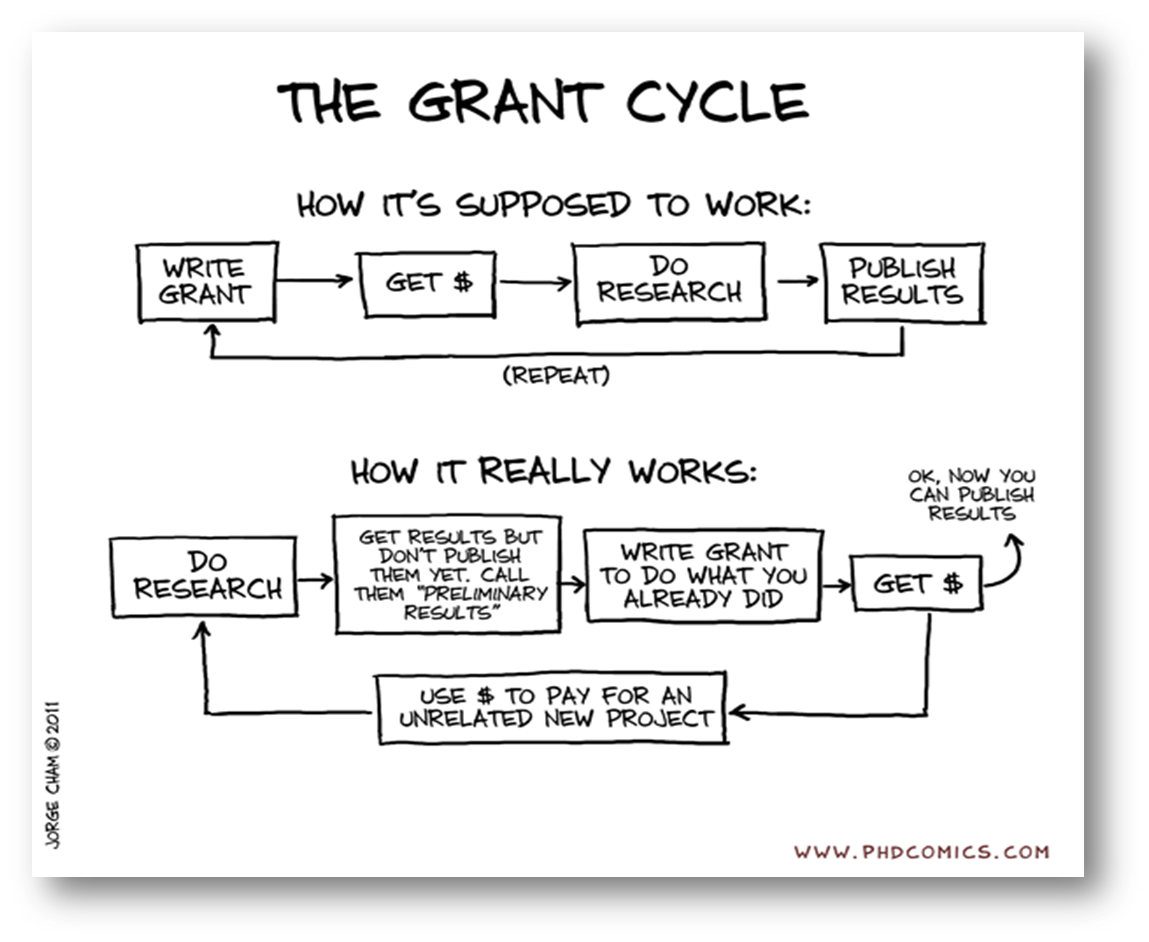 THE GRANT CYCLE
HOW IT'S SUPPOSED TO WORK:
WRITE
GRANT
GET $
DO
RESEARCH
PUBLISH
RESULTS
(REPEAT)
HOW IT REALLY WORKS:
DO
RESEARCH
GET RESULTS BUT
DON'T PUBLISH
THEM YET. CALL
THEM "PRELIMINARY
RESULTS"
WRITE GRANT
TO DO WHAT YOU
ALREADY DID
GET $
OK, NOW YOU
CAN PUBLISH
RESULTS
USE $ TO PAY FOR AN
UNRELATED NEW PROJECT
JORGE CHAM © 2011
WWW.PHDCOMICS.COM